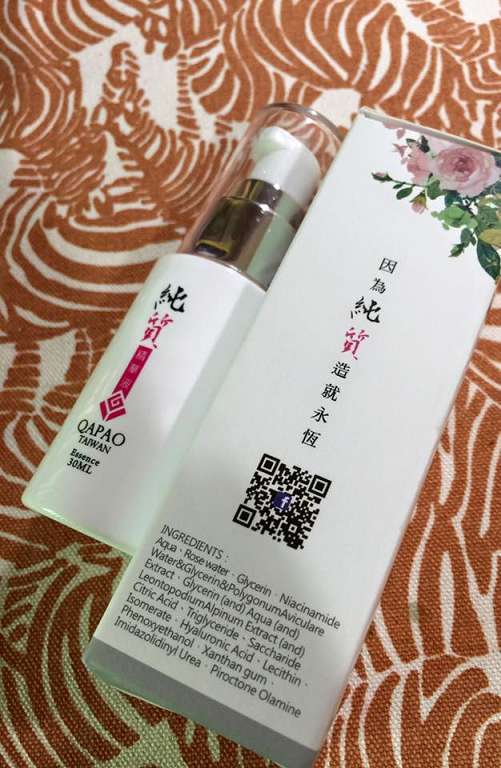 純
質
精華液
QAPAO
TAIWAN
Essence
30ML
因為純質造就永恆
INGREDIENTS：
Aqua · Rose water · Glycerin · Niacinamide
Water&Glycerin&PolygonumAviculare
Extract · Glycerin (and) Aqua (and)
LeontopodiumAlpinum Extract (and)
Citric Acid · Triglyceride · Saccharide
Isomerate · Hyaluronic Acid · Lecithin ·
Phenoxyethanol · Xanthan gum ·
Imidazolidinyl Urea · Piroctone Olamine